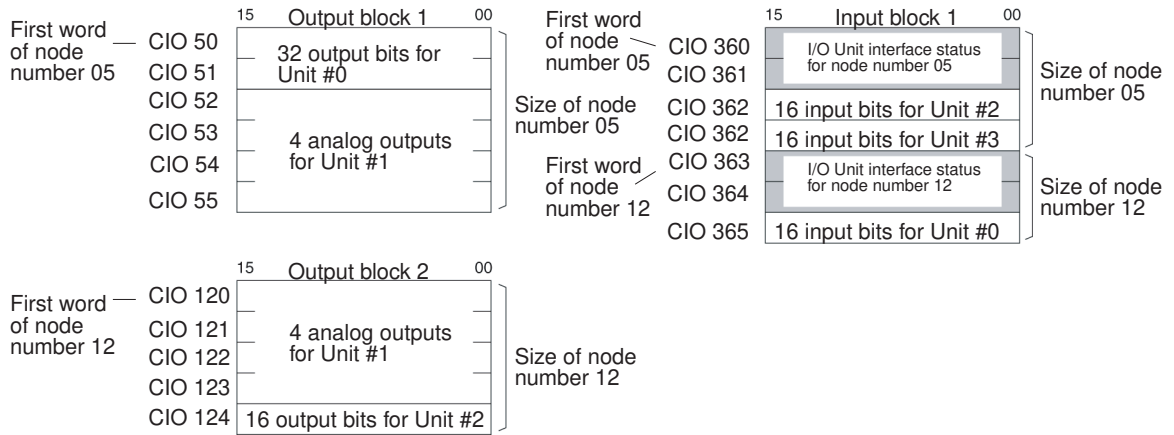 15 Output block 1 00
First word
of node
number 05
CIO 50
CIO 51
CIO 52
CIO 53
CIO 54
CIO 55
32 output bits for
Unit #0
4 analog outputs
for Unit #1
Size of node
number 05
15 Input block 1 00
First word
of node
number 05
First word
of node
number 12
CIO 360
CIO 361
CIO 362
CIO 362
CIO 363
CIO 364
CIO 365
I/O Unit interface status
for node number 05
16 input bits for Unit #2
16 input bits for Unit #3
I/O Unit interface status
for node number 12
16 input bits for Unit #0
Size of node
number 05
Size of node
number 12
15 Output block 2 00
First word
of node
number 12
CIO 120
CIO 121
CIO 122
CIO 123
CIO 124
4 analog outputs
for Unit #1
16 output bits for Unit #2
Size of node
number 12